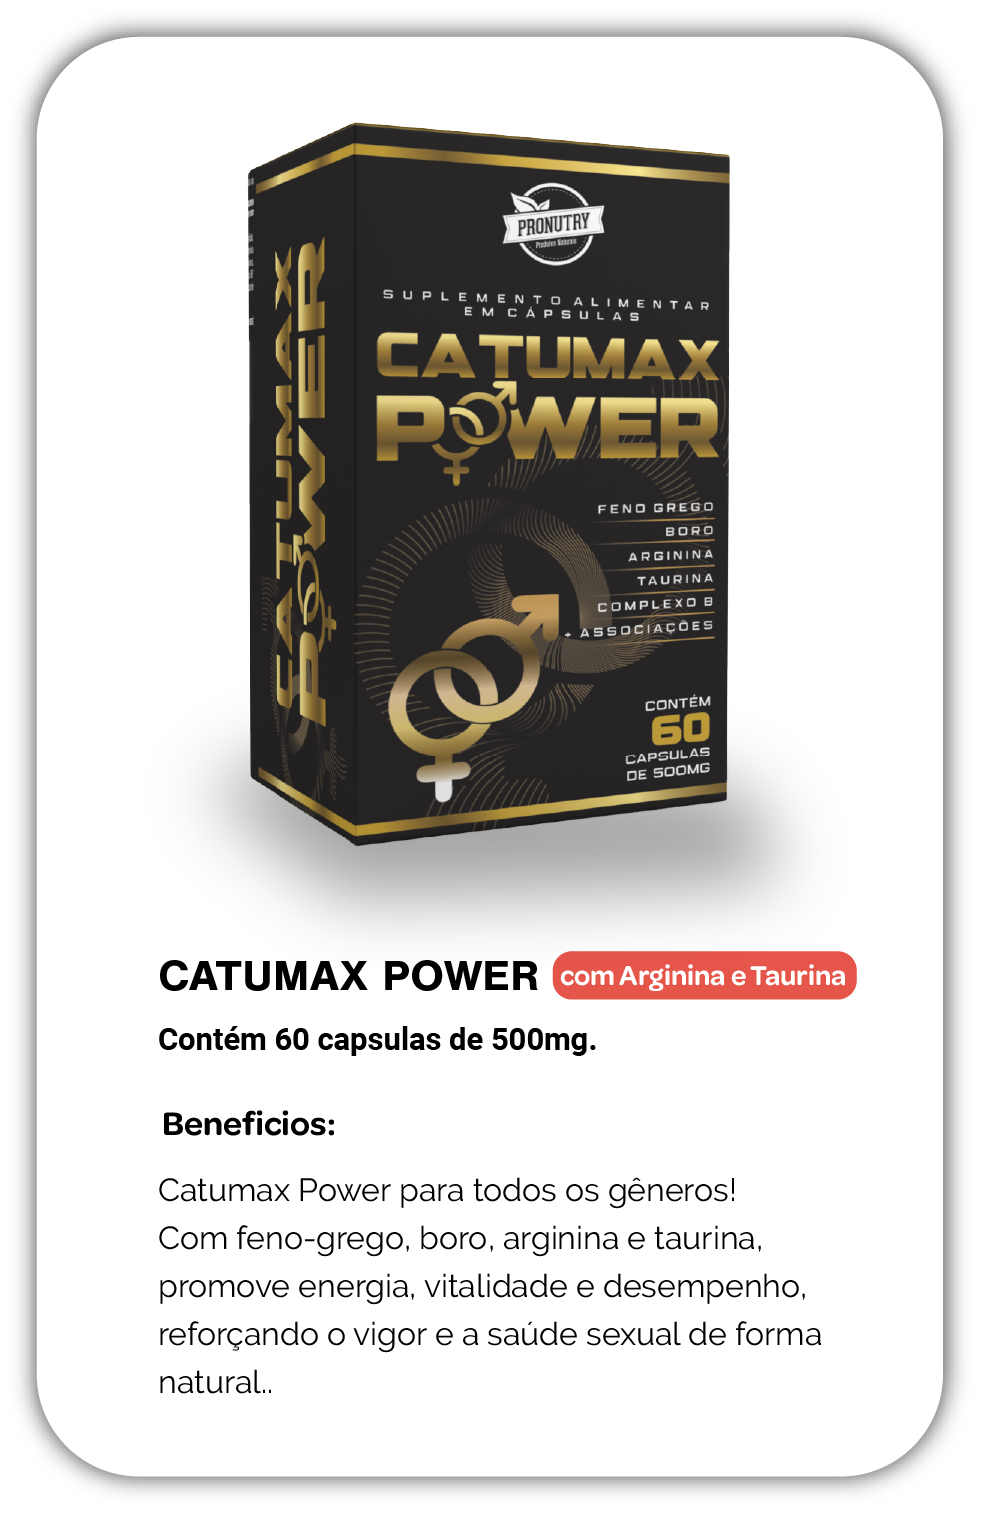 PRONUTRY
Produtos Naturais
SUPLEMENTO ALIMENTAR
EM CÁPSULAS
CATUMAX
POWER
CATUMAX
POWER
FENO GREGO
BORO
ARGININA
TAURINA
COMPLEXO B
+ ASSOCIAÇÕES
CONTÉM
60
CAPSULAS
DE 500MG
CATUMAX POWER com Arginina e Taurina
Contém 60 capsulas de 500mg.
Beneficios:
Catumax Power para todos os gêneros!
Com feno-grego, boro, arginina e taurina,
promove energia, vitalidade e desempenho,
reforçando o vigor e a saúde sexual de forma
natural..